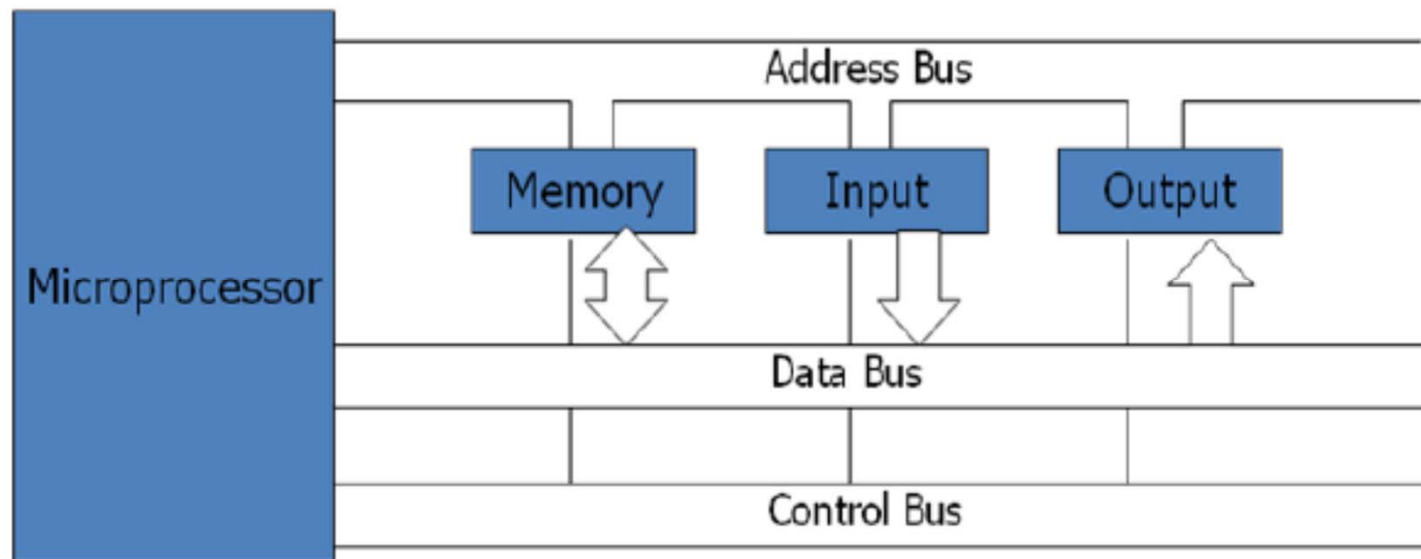 Address Bus
Memory
Input
Output
Microprocessor
Data Bus
Control Bus